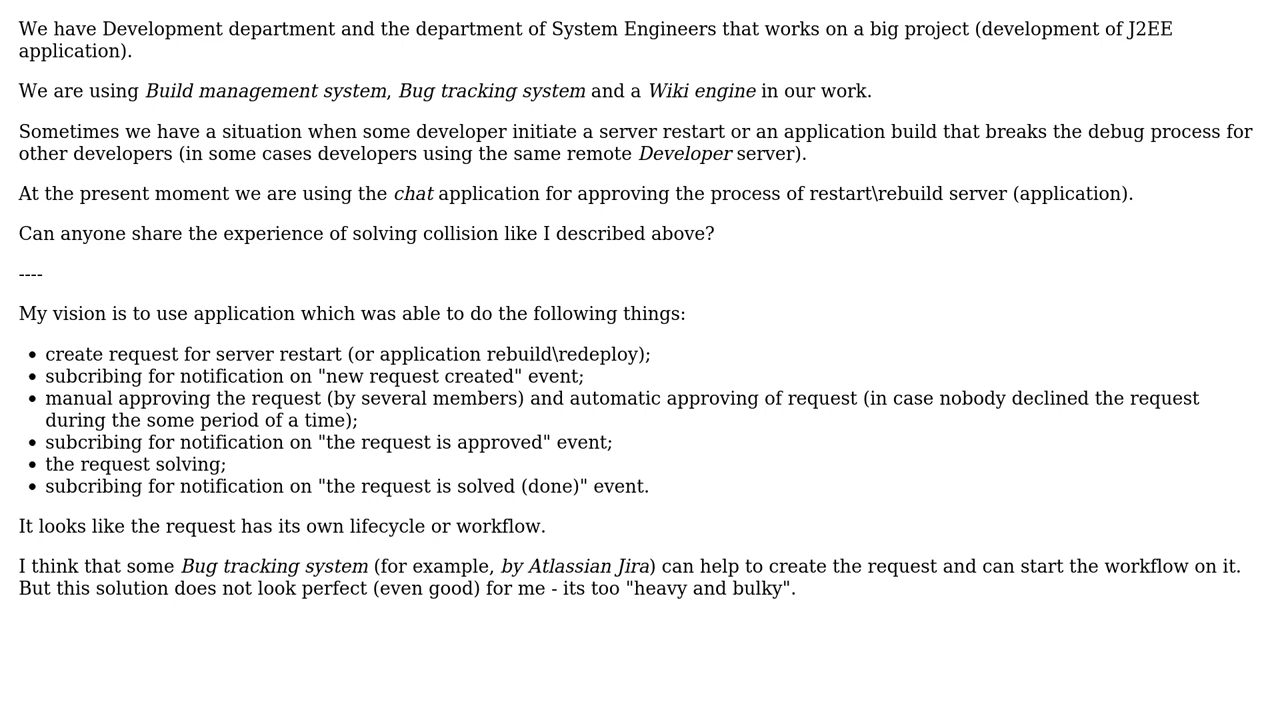 We have Development department and the department of System Engineers that works on a big project (development of J2EE
application).
We are using Build management system, Bug tracking system and a Wiki engine in our work.
Sometimes we have a situation when some developer initiate a server restart or an application build that breaks the debug process for
other developers (in some cases developers using the same remote Developer server).
At the present moment we are using the chat application for approving the process of restart\rebuild server (application).
Can anyone share the experience of solving collision like I described above?
----
My vision is to use application which was able to do the following things:
• create request for server restart (or application rebuild\redeploy);
• subcribing for notification on "new request created" event;
• manual approving the request (by several members) and automatic approving of request (in case nobody declined the request
during the some period of a time);
• subcribing for notification on "the request is approved" event;
• the request solving;
• subcribing for notification on "the request is solved (done)" event.
It looks like the request has its own lifecycle or workflow.
I think that some Bug tracking system (for example, by Atlassian Jira) can help to create the request and can start the workflow on it.
But this solution does not look perfect (even good) for me - its too "heavy and bulky".